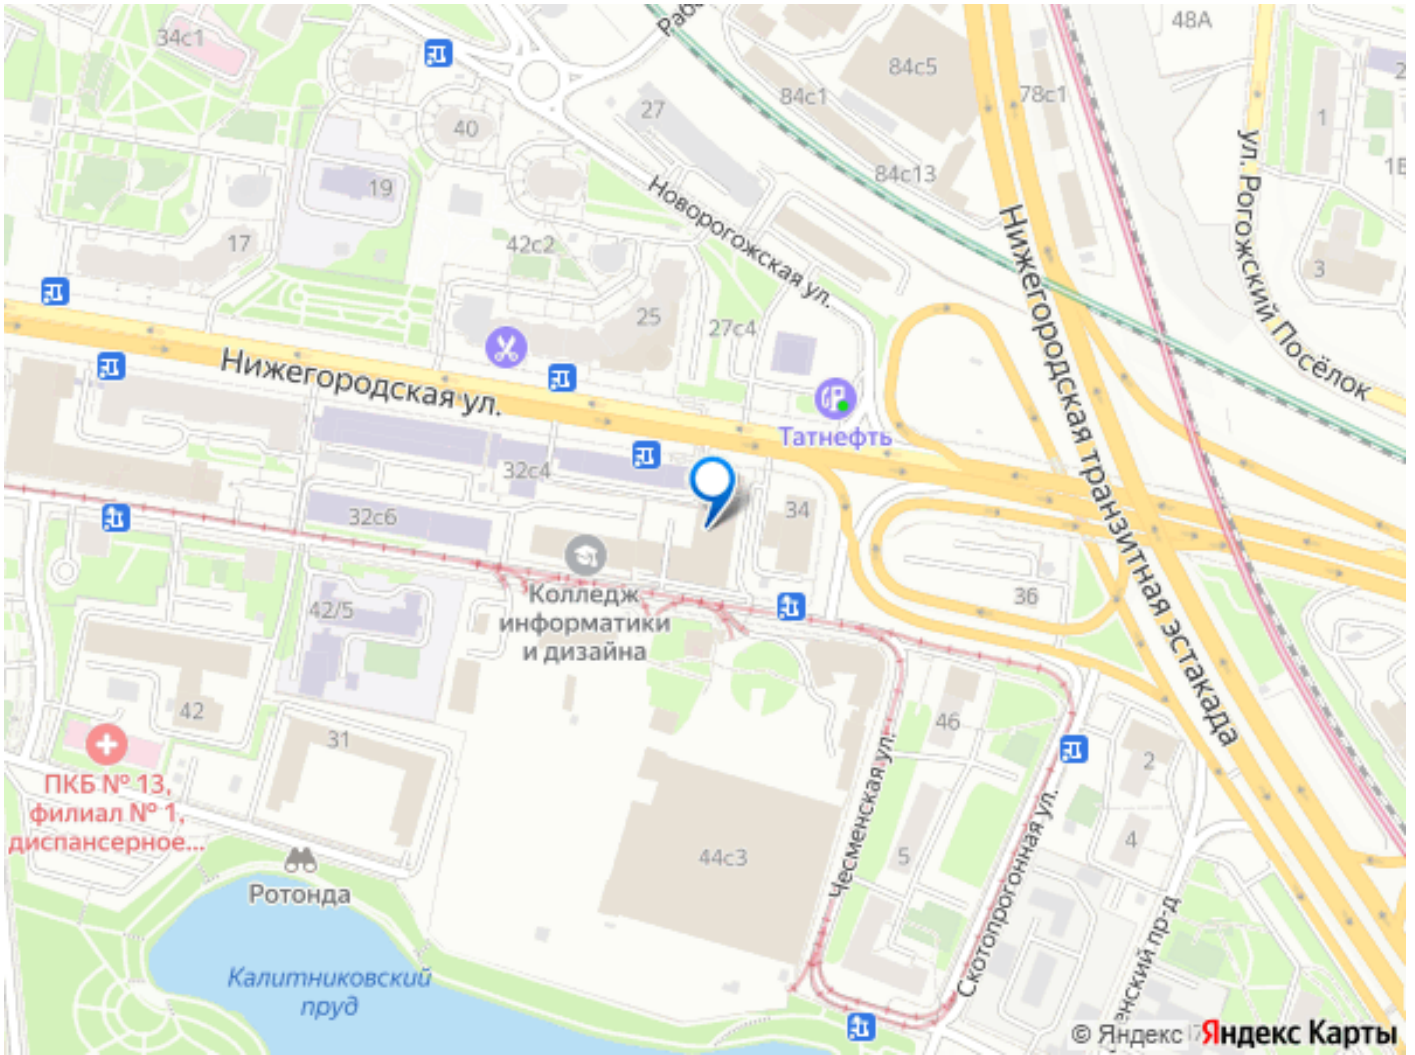 34с1
48А
84с5
78с1
84с1
27
40
84с13
1
ул. Рогожский Посёлок
19
Новорогожская ул.
17
42с2
3
25
27с4
Нижегородская ул.
Нижегородская транзитная эстакада
Татнефть
32с4
34
32с6
Колледж
информатики
и дизайна
36
42/5
42
31
46
2
4
5
44с3
Чесменская ул.
Скотопрогонная ул.
енский пр-д
ПКБ № 13,
филиал № 1,
диспансерное...
Ротонда
Калитниковский
пруд
© Яндекс Яндекс Карты